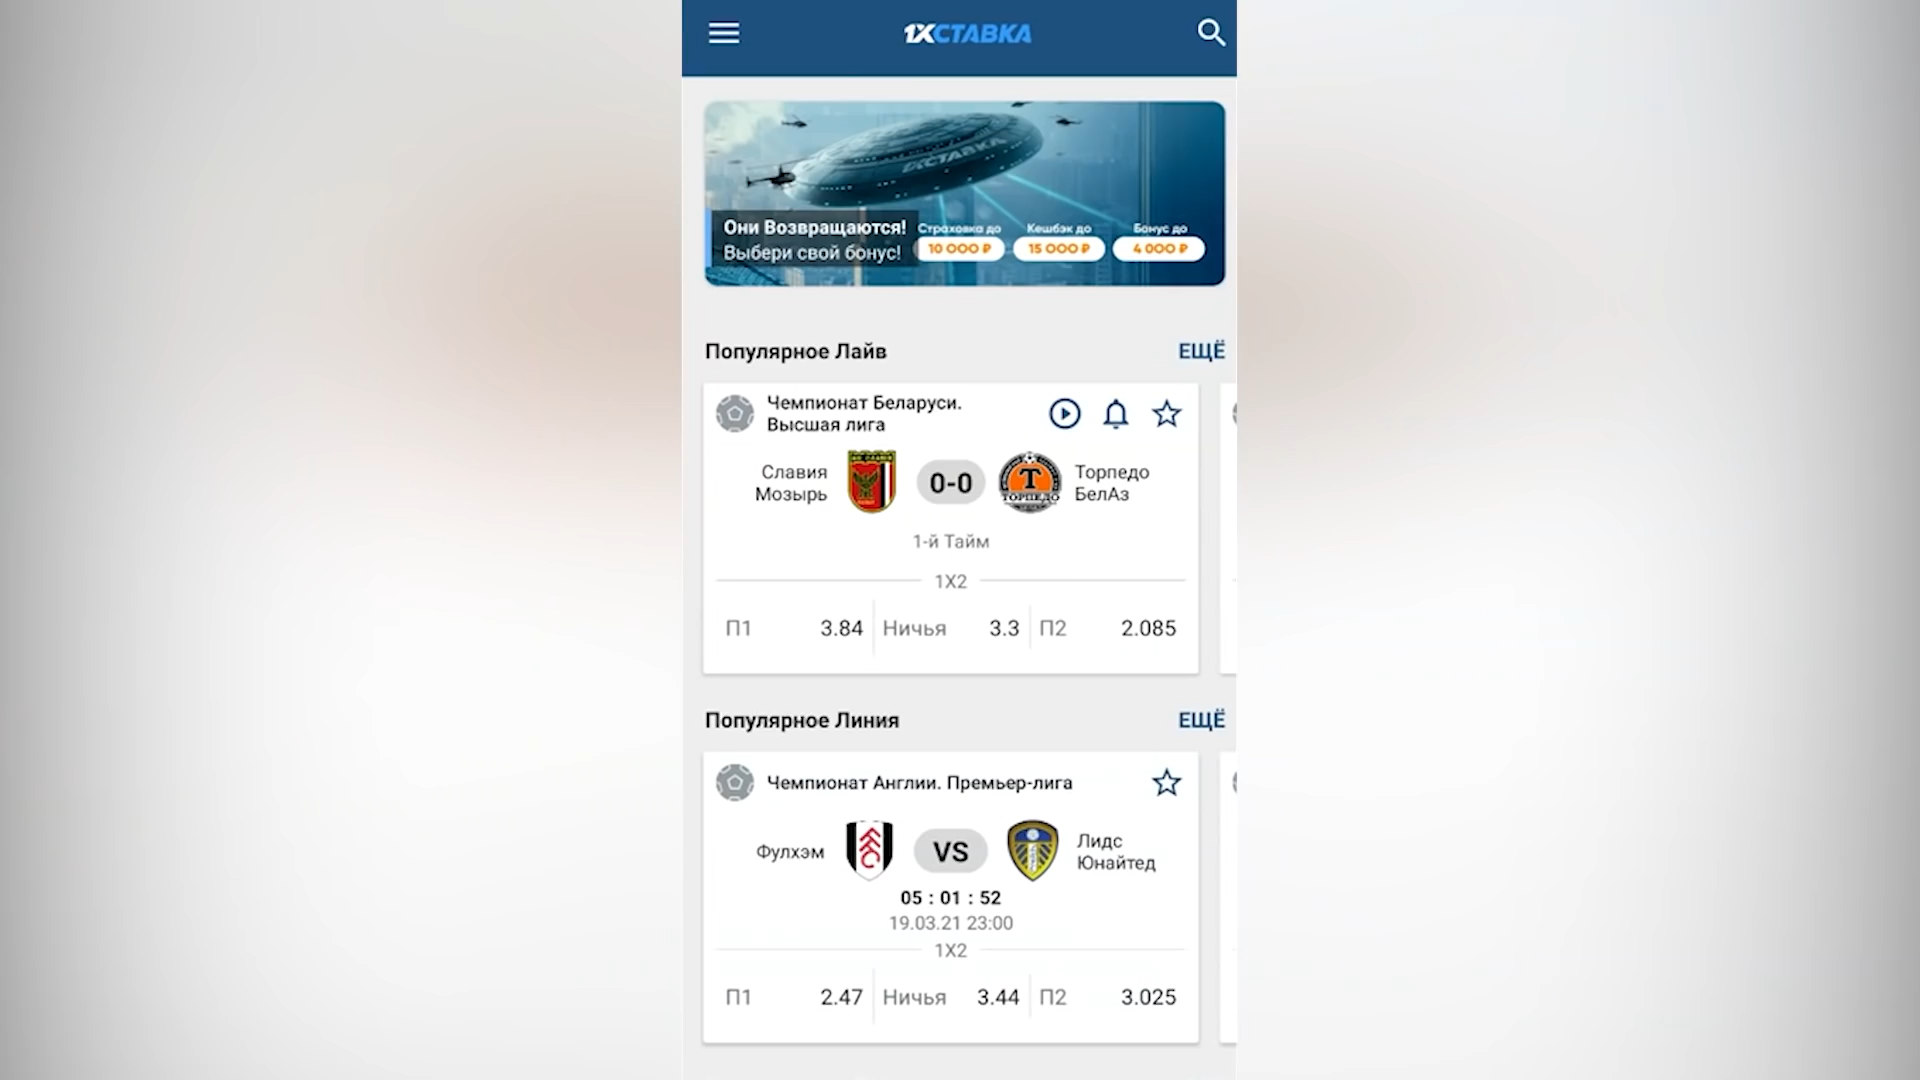 1XСТАВКА
1XСТАВКА
Они Возвращаются!
Выбери свой бонус!
Страховка до
10 000 ₽
Кешбэк до
15 000 ₽
Бонус до
4 000 ₽
Популярное Лайв
ЕЩЁ
Чемпионат Беларуси.
Высшая лига
Славия
Мозырь
0-0
Т
ТОРПЕДО
Торпедо
БелАз
1-й Тайм
1X2
П1 3.84 Ничья 3.3 П2 2.085
Популярное Линия
ЕЩЁ
Чемпионат Англии. Премьер-лига
Фулхэм
FFC
VS
Лидс
Юнайтед
05 : 01 : 52
19.03.21 23:00
1X2
П1 2.47 Ничья 3.44 П2 3.025